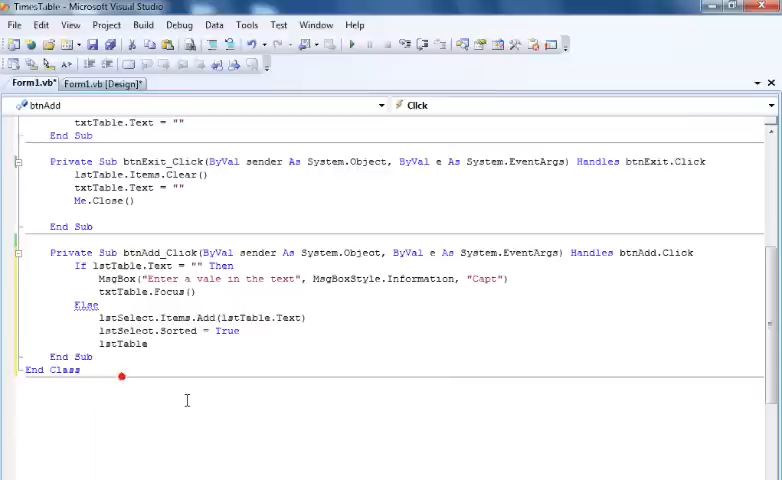 TimesTable - Microsoft Visual Studio
File Edit View Project Build Debug Data Tools Test Window Help
Form1.vb* Form1.vb [Design]*
btnAdd Click
txtTable.Text = ""
End Sub
Private Sub btnExit_Click(ByVal sender As System.Object, ByVal e As System.EventArgs) Handles btnExit.Click
lstTable.Items.Clear()
txtTable.Text = ""
Me.Close()
End Sub
Private Sub btnAdd_Click(ByVal sender As System.Object, ByVal e As System.EventArgs) Handles btnAdd.Click
If lstTable.Text = "" Then
MsgBox("Enter a vale in the text", MsgBoxStyle.Information, "Capt")
txtTable.Focus()
Else
lstSelect.Items.Add(lstTable.Text)
lstSelect.Sorted = True
lstTable
End Sub
End Class